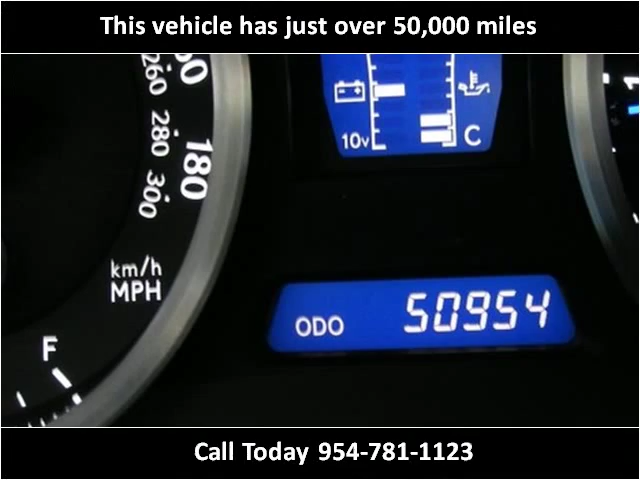 This vehicle has just over 50,000 miles
260
280
180
300
10v
C
km/h
MPH
ODO 50954
F
1
Call Today 954-781-1123